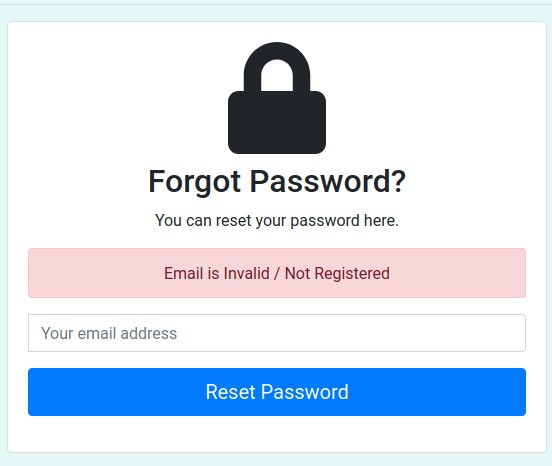 Forgot Password?
You can reset your password here.
Email is Invalid / Not Registered
Your email address
Reset Password